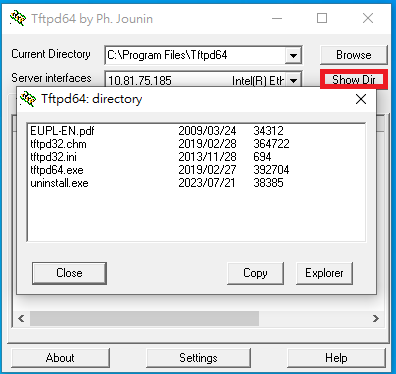 Tftpd64 by Ph. Jounin
Current Directory C:\Program Files\Tftpd64 Browse
Server interfaces 10.81.75.185 Intel(R) Eth Show Dir
Tftpd64: directory
EUPL-EN.pdf 2009/03/24 34312
tftpd32.chm 2019/02/28 364722
tftpd32.ini 2013/11/28 694
tftpd64.exe 2019/02/27 392704
uninstall.exe 2023/07/21 38385
Close Copy Explorer
About Settings Help